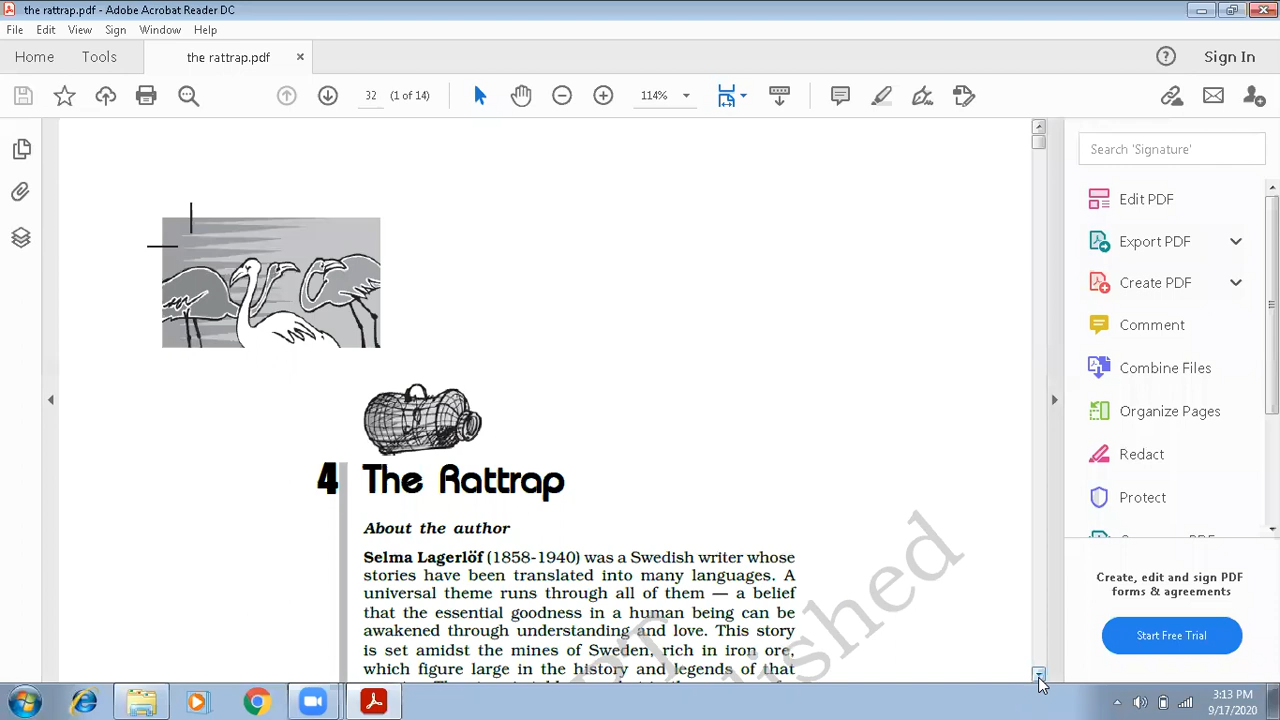 the rattrap.pdf - Adobe Acrobat Reader DC
File Edit View Sign Window Help
Home Tools the rattrap.pdf × Sign In
32 (1 of 14) 114%
Search 'Signature'
Edit PDF
Export PDF
Create PDF
Comment
Combine Files
Organize Pages
Redact
Protect
4 The Rattrap
About the author
Selma Lagerlöf (1858-1940) was a Swedish writer whose
stories have been translated into many languages. A
universal theme runs through all of them — a belief
that the essential goodness in a human being can be
awakened through understanding and love. This story
is set amidst the mines of Sweden, rich in iron ore,
which figure large in the history and legends of that
Create, edit and sign PDF
forms & agreements
Start Free Trial
3:13 PM
9/17/2020